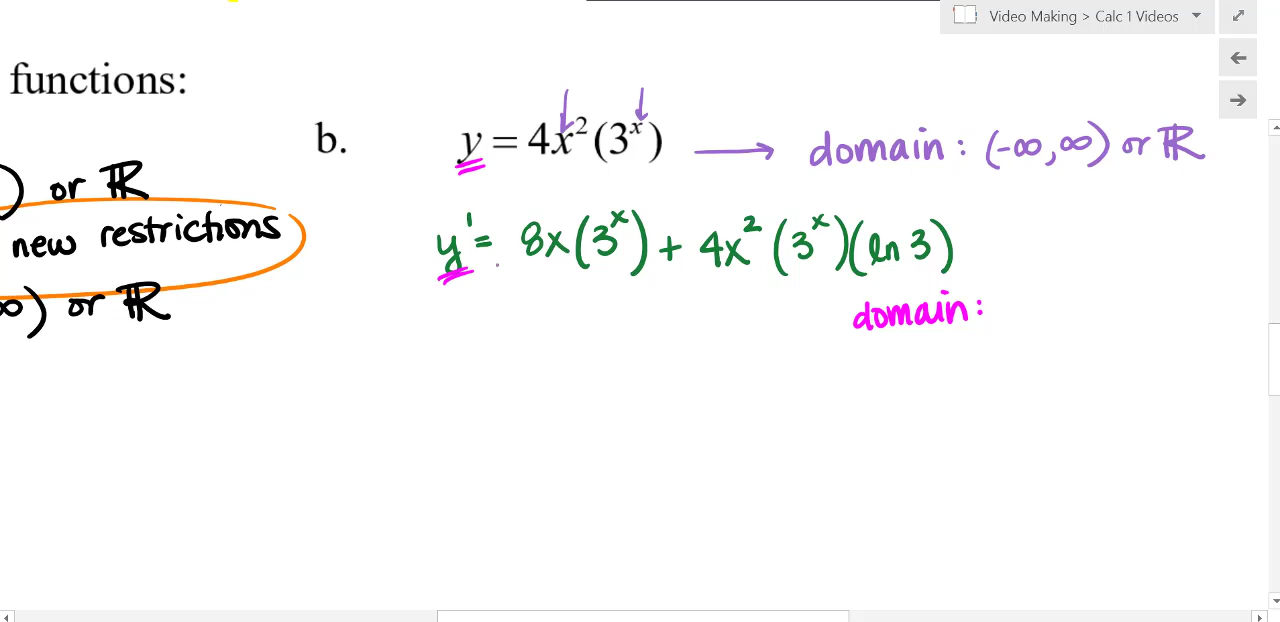 Video Making > Calc 1 Videos
functions:
b. y = 4x²(3ˣ) → domain: (-∞,∞) or ℝ
) or ℝ
new restrictions
y' = 8x(3ˣ) + 4x²(3ˣ)(ln 3)
∞) or ℝ
domain: